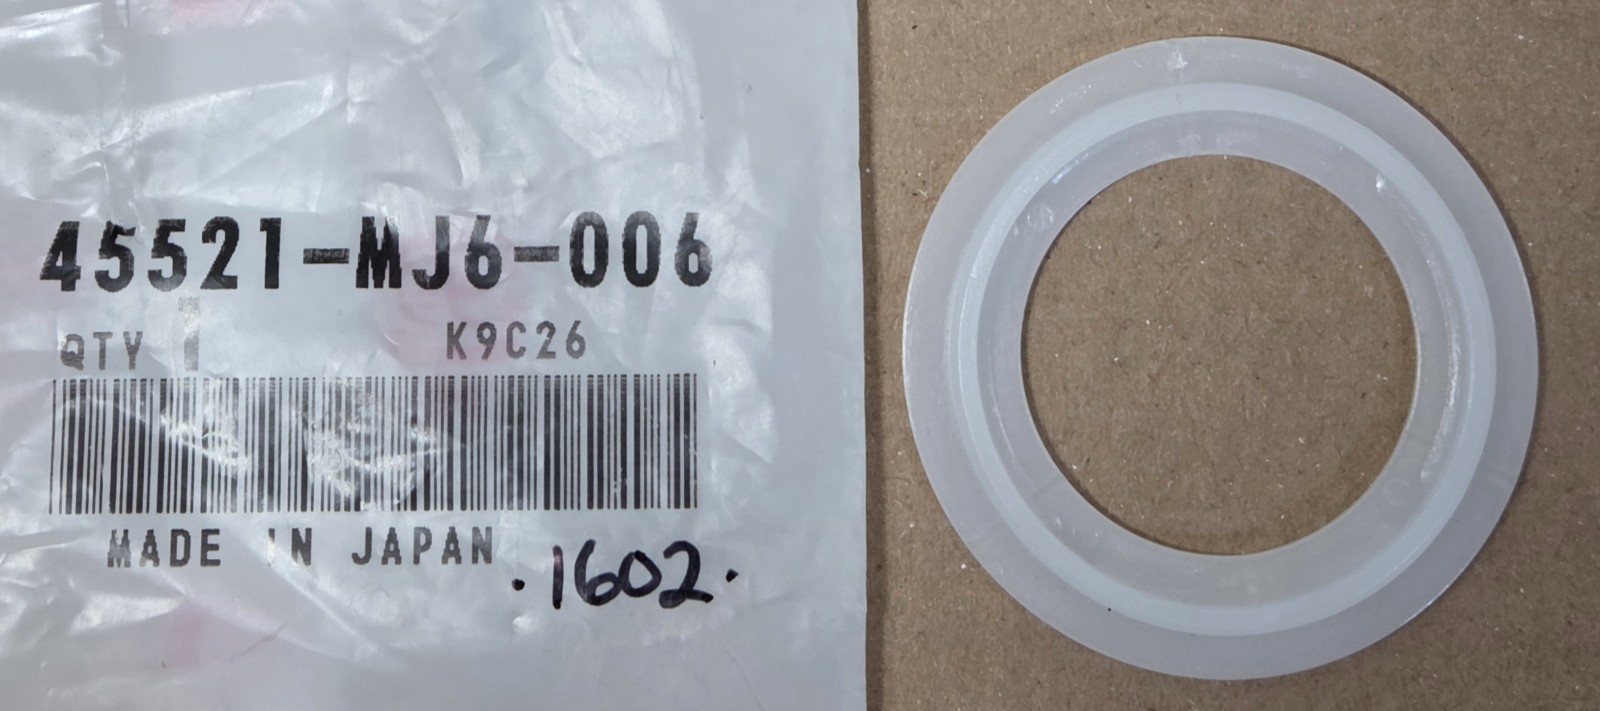 45521-MJ6-006
QTY 1 K9C26
MADE IN JAPAN
.1602.